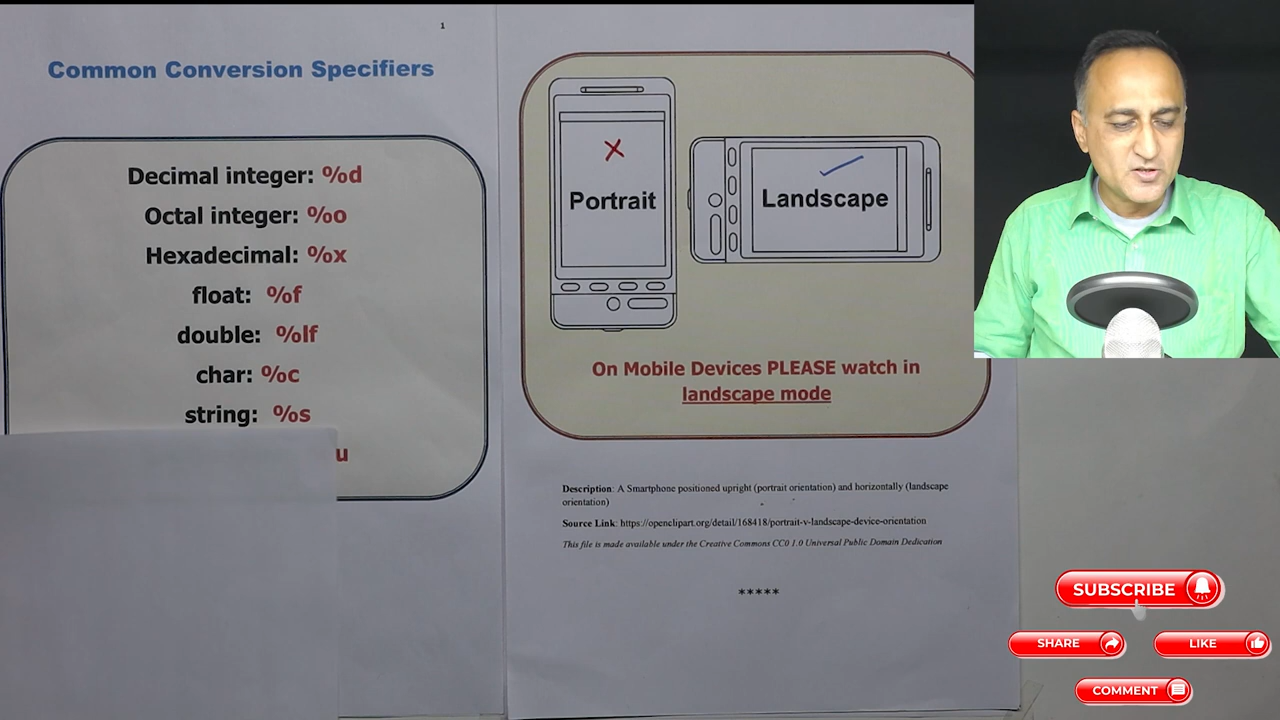 1
Common Conversion Specifiers
Decimal integer: %d
Octal integer: %o
Hexadecimal: %x
float: %f
double: %lf
char: %c
string: %s
u
Portrait
Landscape
On Mobile Devices PLEASE watch in
landscape mode
Description: A Smartphone positioned upright (portrait orientation) and horizontally (landscape
orientation)
Source Link: https://openclipart.org/detail/168418/portrait-v-landscape-device-orientation
This file is made available under the Creative Commons CC0 1.0 Universal Public Domain Dedication
*****
SUBSCRIBE
SHARE
LIKE
COMMENT